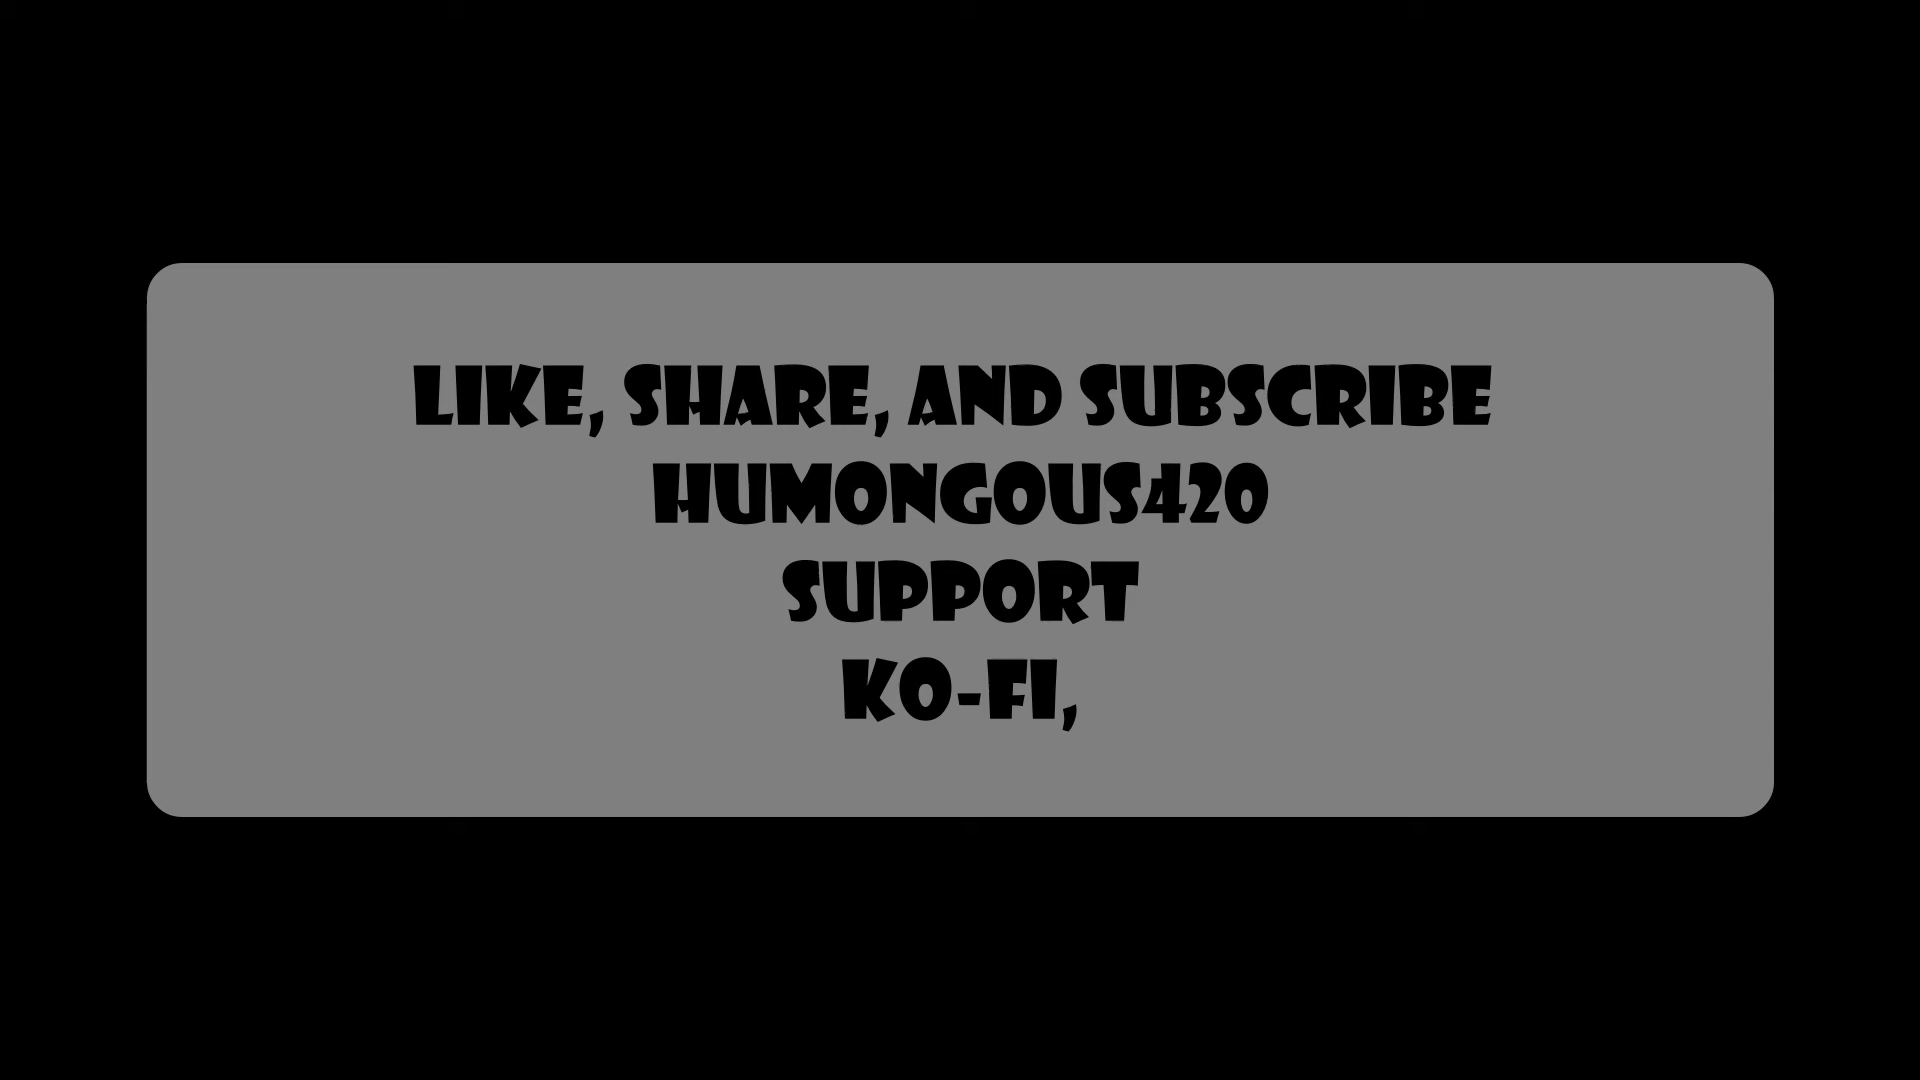 LIKE, SHARE, AND SUBSCRIBE
HUMONGOUS420
SUPPORT
KO-FI,